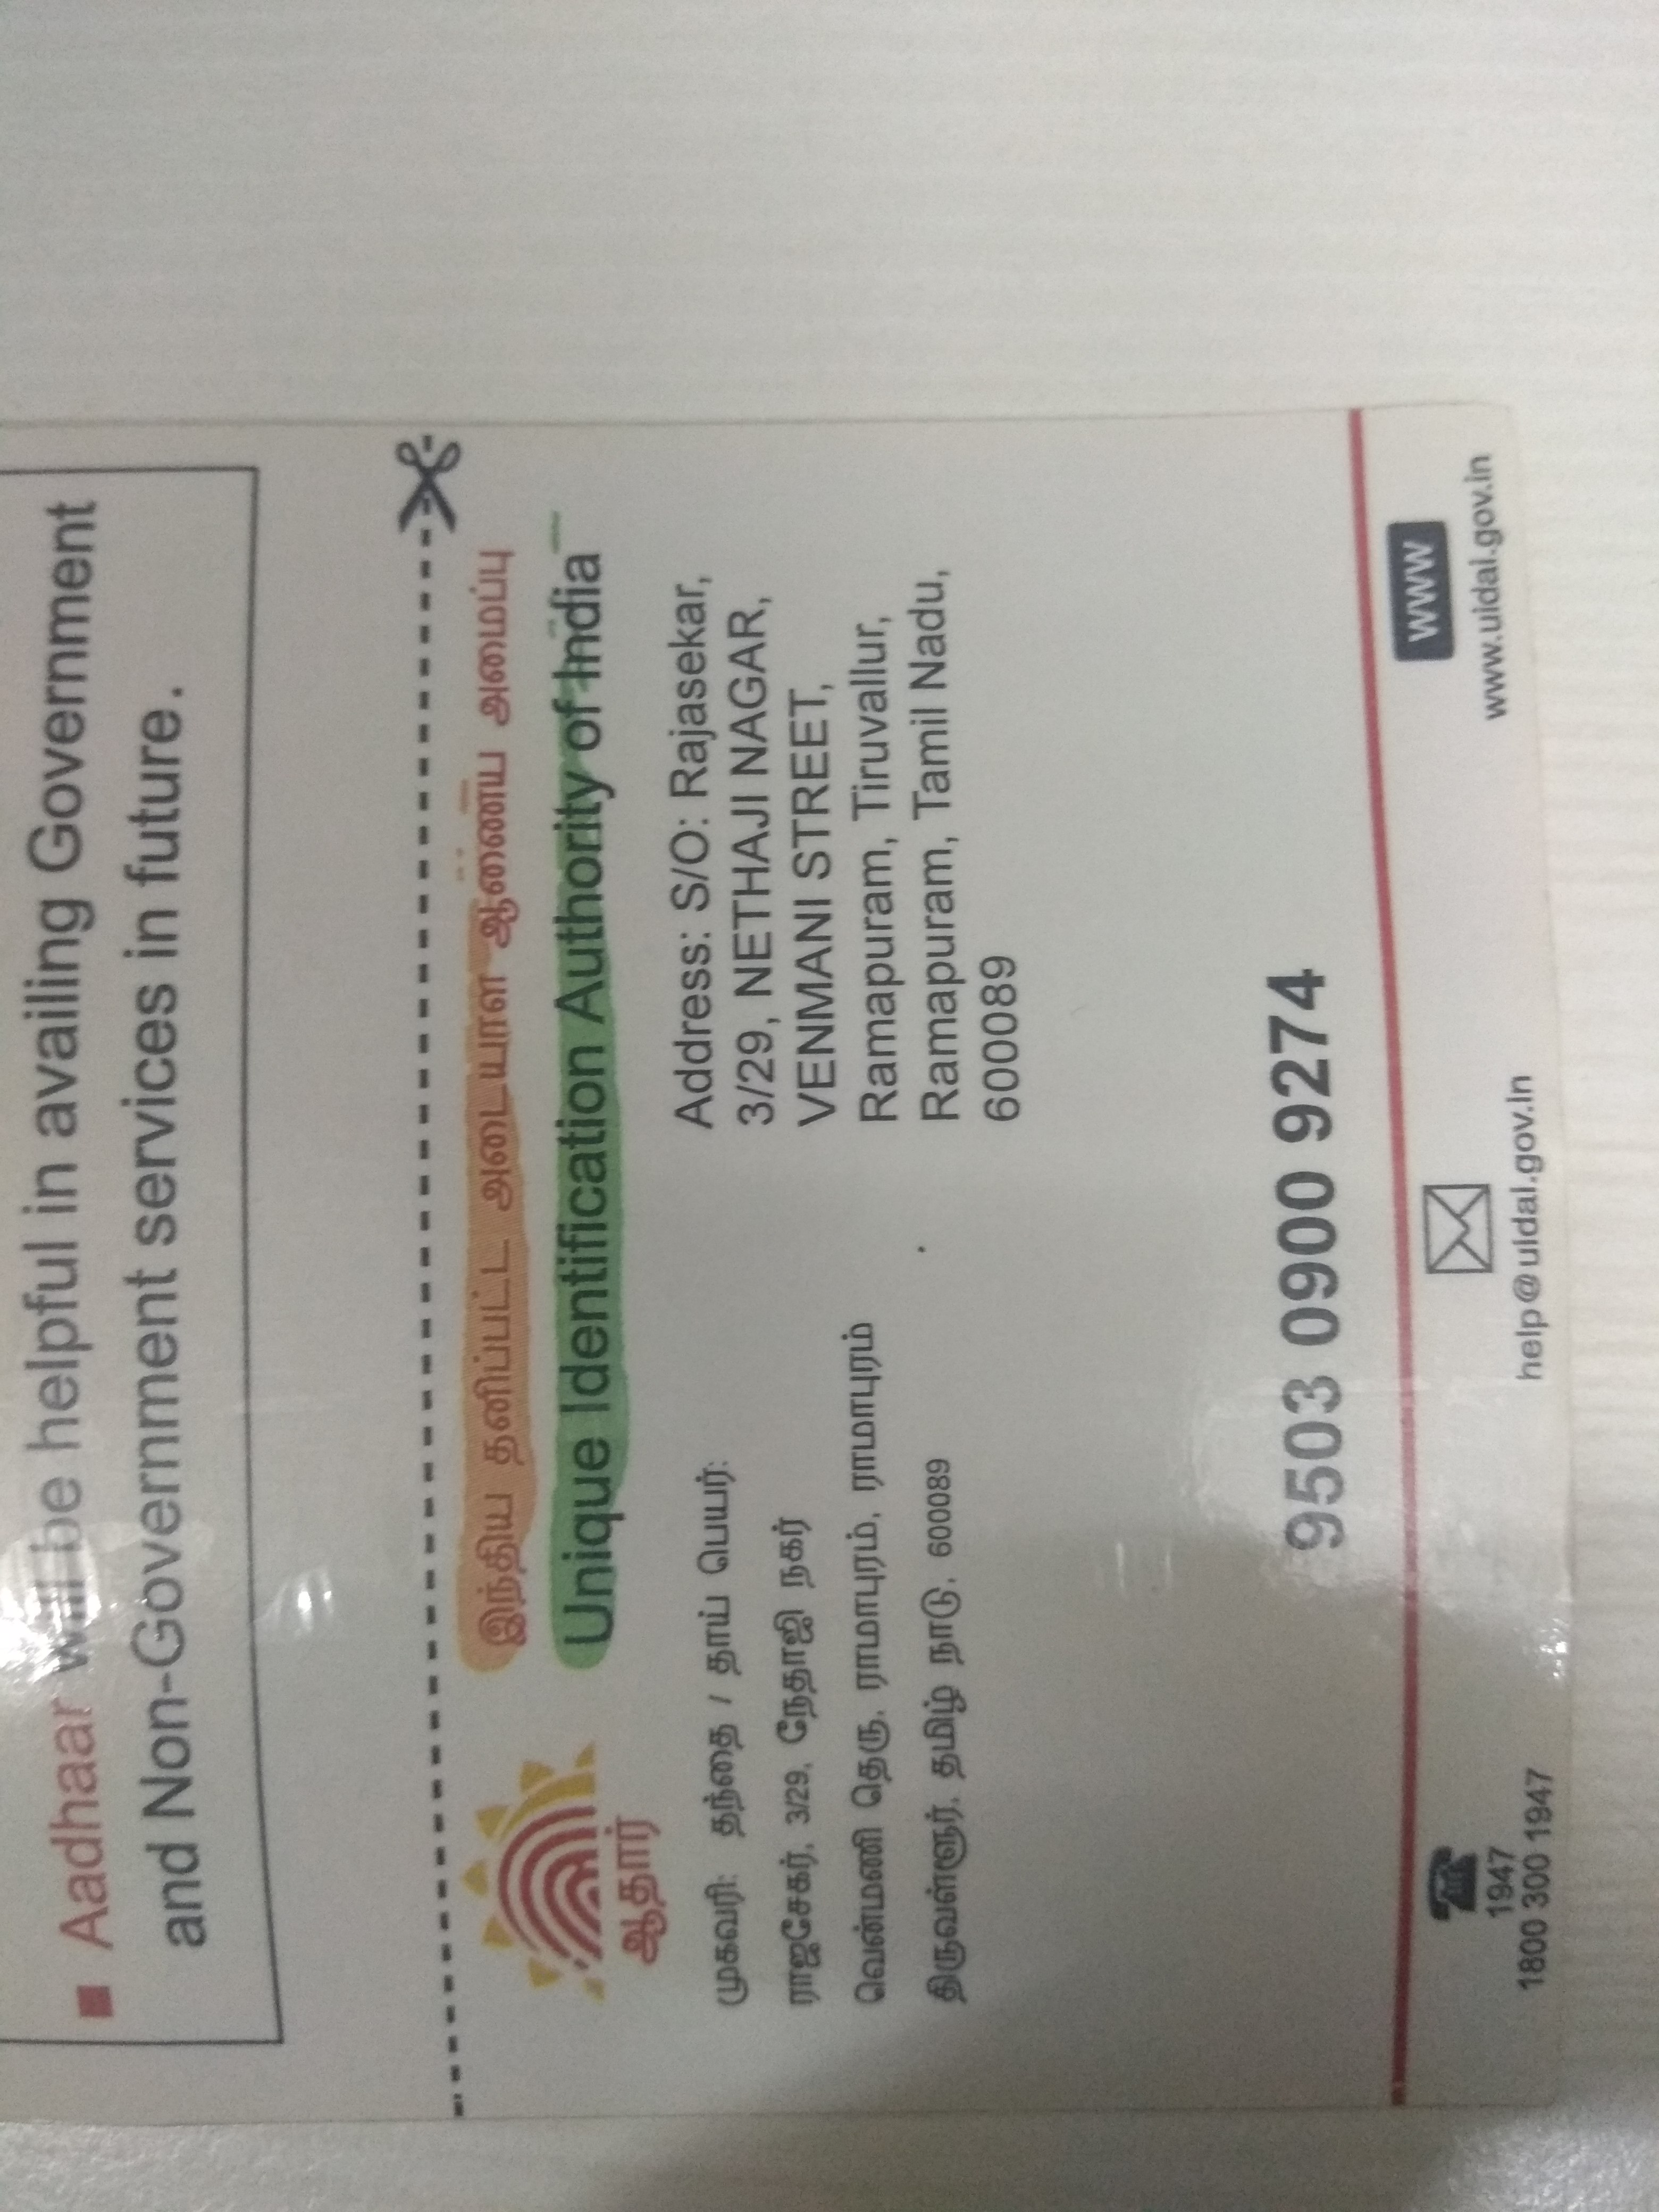 ■ Aadhaar will be helpful in availing Government
and Non-Government services in future.
இந்திய தனிப்பட்ட அடையாள ஆணைய அமைப்பு
Unique Identification Authority of India
ஆதார்
முகவரி: தந்தை / தாய் பெயர்:
ராஜசேகர், 3/29, நேதாஜி நகர்
வெண்மணி தெரு, ராமாபுரம், ராமாபுரம்
திருவள்ளூர், தமிழ் நாடு, 600089
Address: S/O: Rajasekar,
3/29, NETHAJI NAGAR,
VENMANI STREET,
Ramapuram, Tiruvallur,
Ramapuram, Tamil Nadu,
600089
9503 0900 9274
1947
1800 300 1947
help@uidai.gov.in
www
www.uidai.gov.in